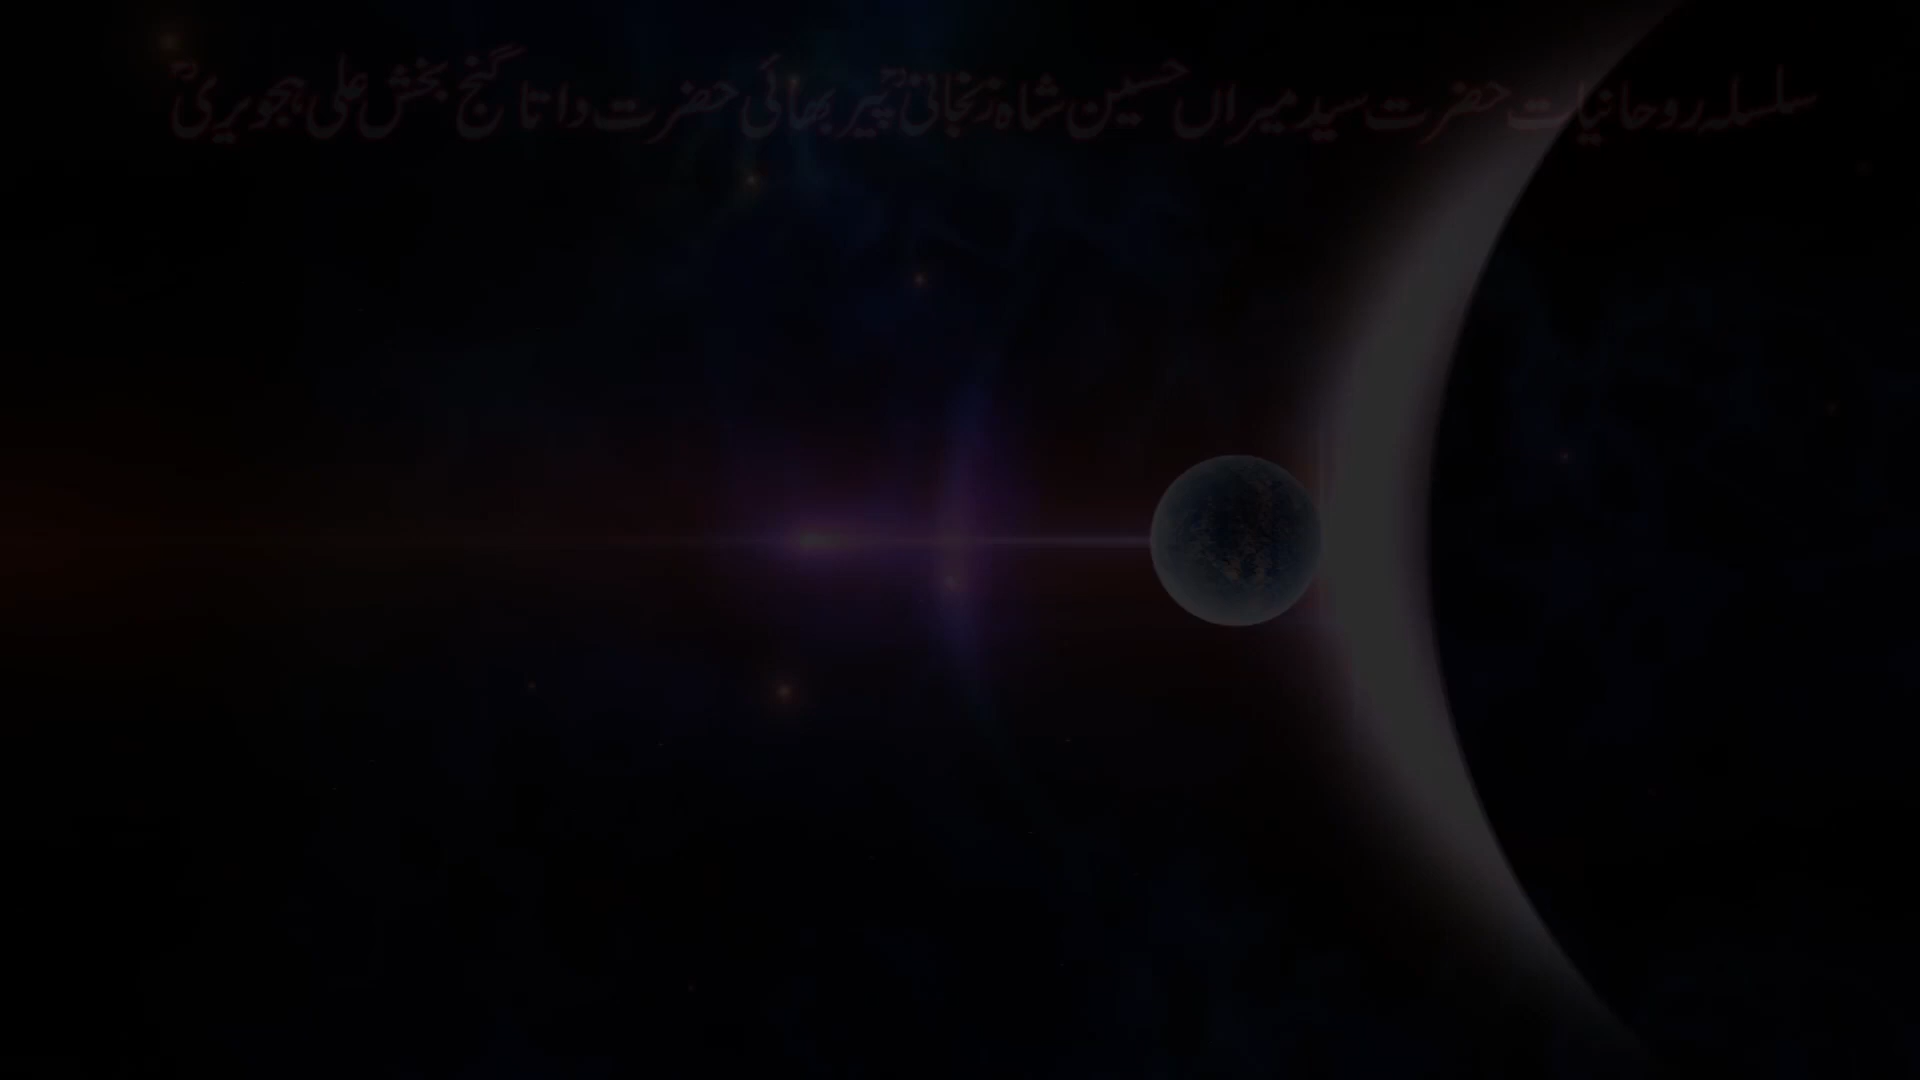 سلسلہ روحانیات حضرت سید میراں حسین شاہ زنجانیؒ پیر بھائی حضرت داتا گنج بخش علی ہجویریؒ